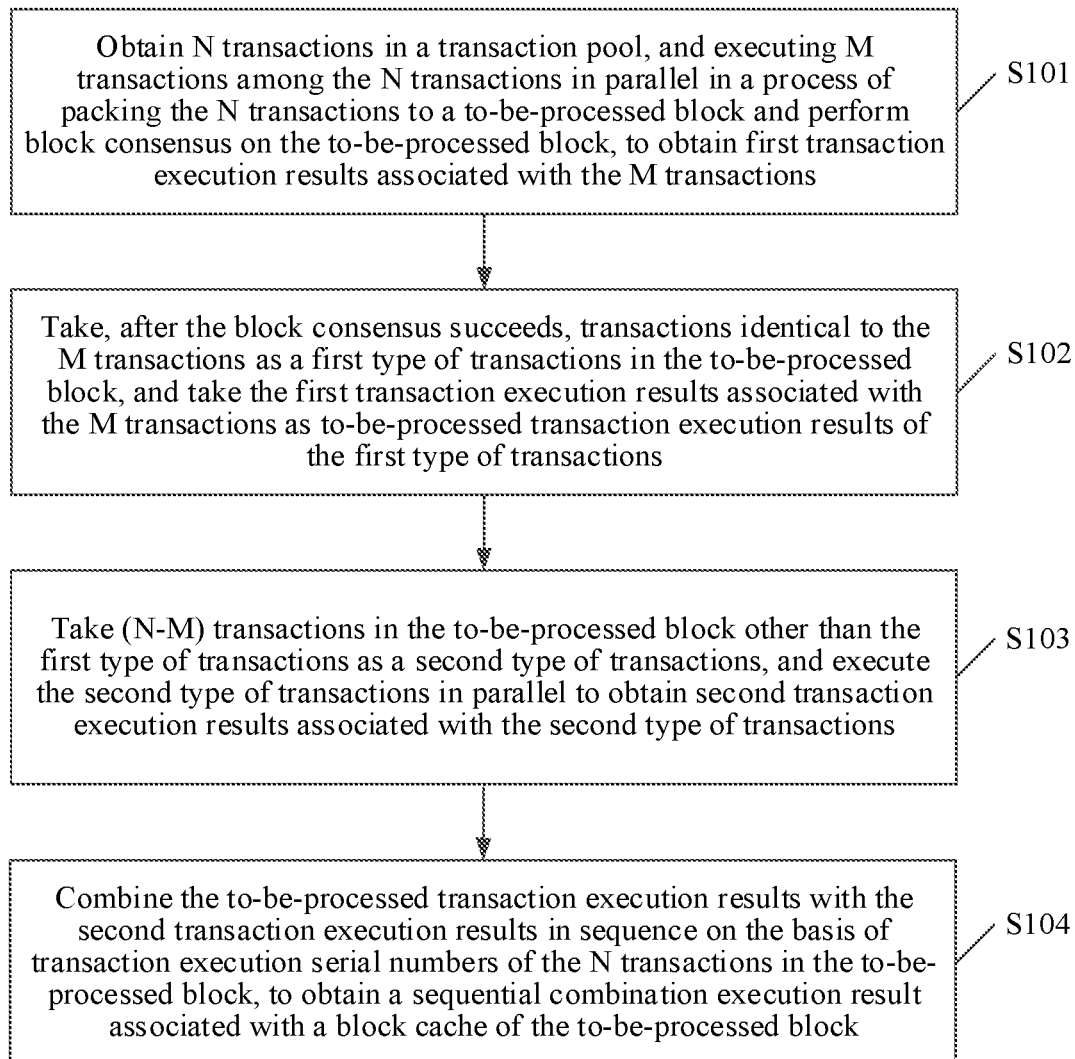 Obtain N transactions in a transaction pool, and executing M
transactions among the N transactions in parallel in a process of
packing the N transactions to a to-be-processed block and perform
block consensus on the to-be-processed block, to obtain first transaction
execution results associated with the M transactions
S101
Take, after the block consensus succeeds, transactions identical to the
M transactions as a first type of transactions in the to-be-processed
block, and take the first transaction execution results associated with
the M transactions as to-be-processed transaction execution results of
the first type of transactions
S102
Take (N-M) transactions in the to-be-processed block other than the
first type of transactions as a second type of transactions, and execute
the second type of transactions in parallel to obtain second transaction
execution results associated with the second type of transactions
S103
Combine the to-be-processed transaction execution results with the
second transaction execution results in sequence on the basis of
transaction execution serial numbers of the N transactions in the to-be-
processed block, to obtain a sequential combination execution result
associated with a block cache of the to-be-processed block
S104